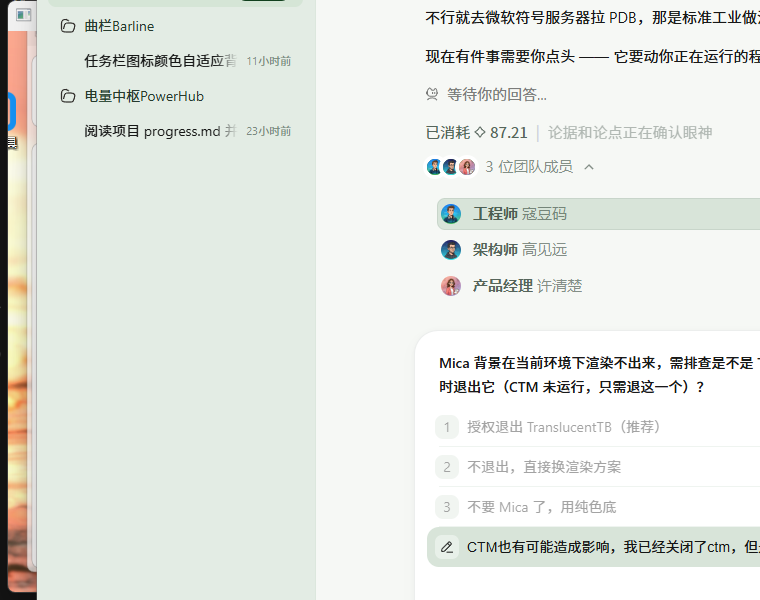 曲栏Barline
任务栏图标颜色自适应背 11小时前
电量中枢PowerHub
阅读项目 progress.md 并 23小时前
不行就去微软符号服务器拉 PDB，那是标准工业做
现在有件事需要你点头 —— 它要动你正在运行的程
等待你的回答...
已消耗 87.21 | 论据和论点正在确认眼神
3 位团队成员
工程师 寇豆码
架构师 高见远
产品经理 许清楚
Mica 背景在当前环境下渲染不出来，需排查是不是
时退出它（CTM 未运行，只需退这一个）？
1 授权退出 TranslucentTB（推荐）
2 不退出，直接换渲染方案
3 不要 Mica 了，用纯色底
CTM也有可能造成影响，我已经关闭了ctm，但